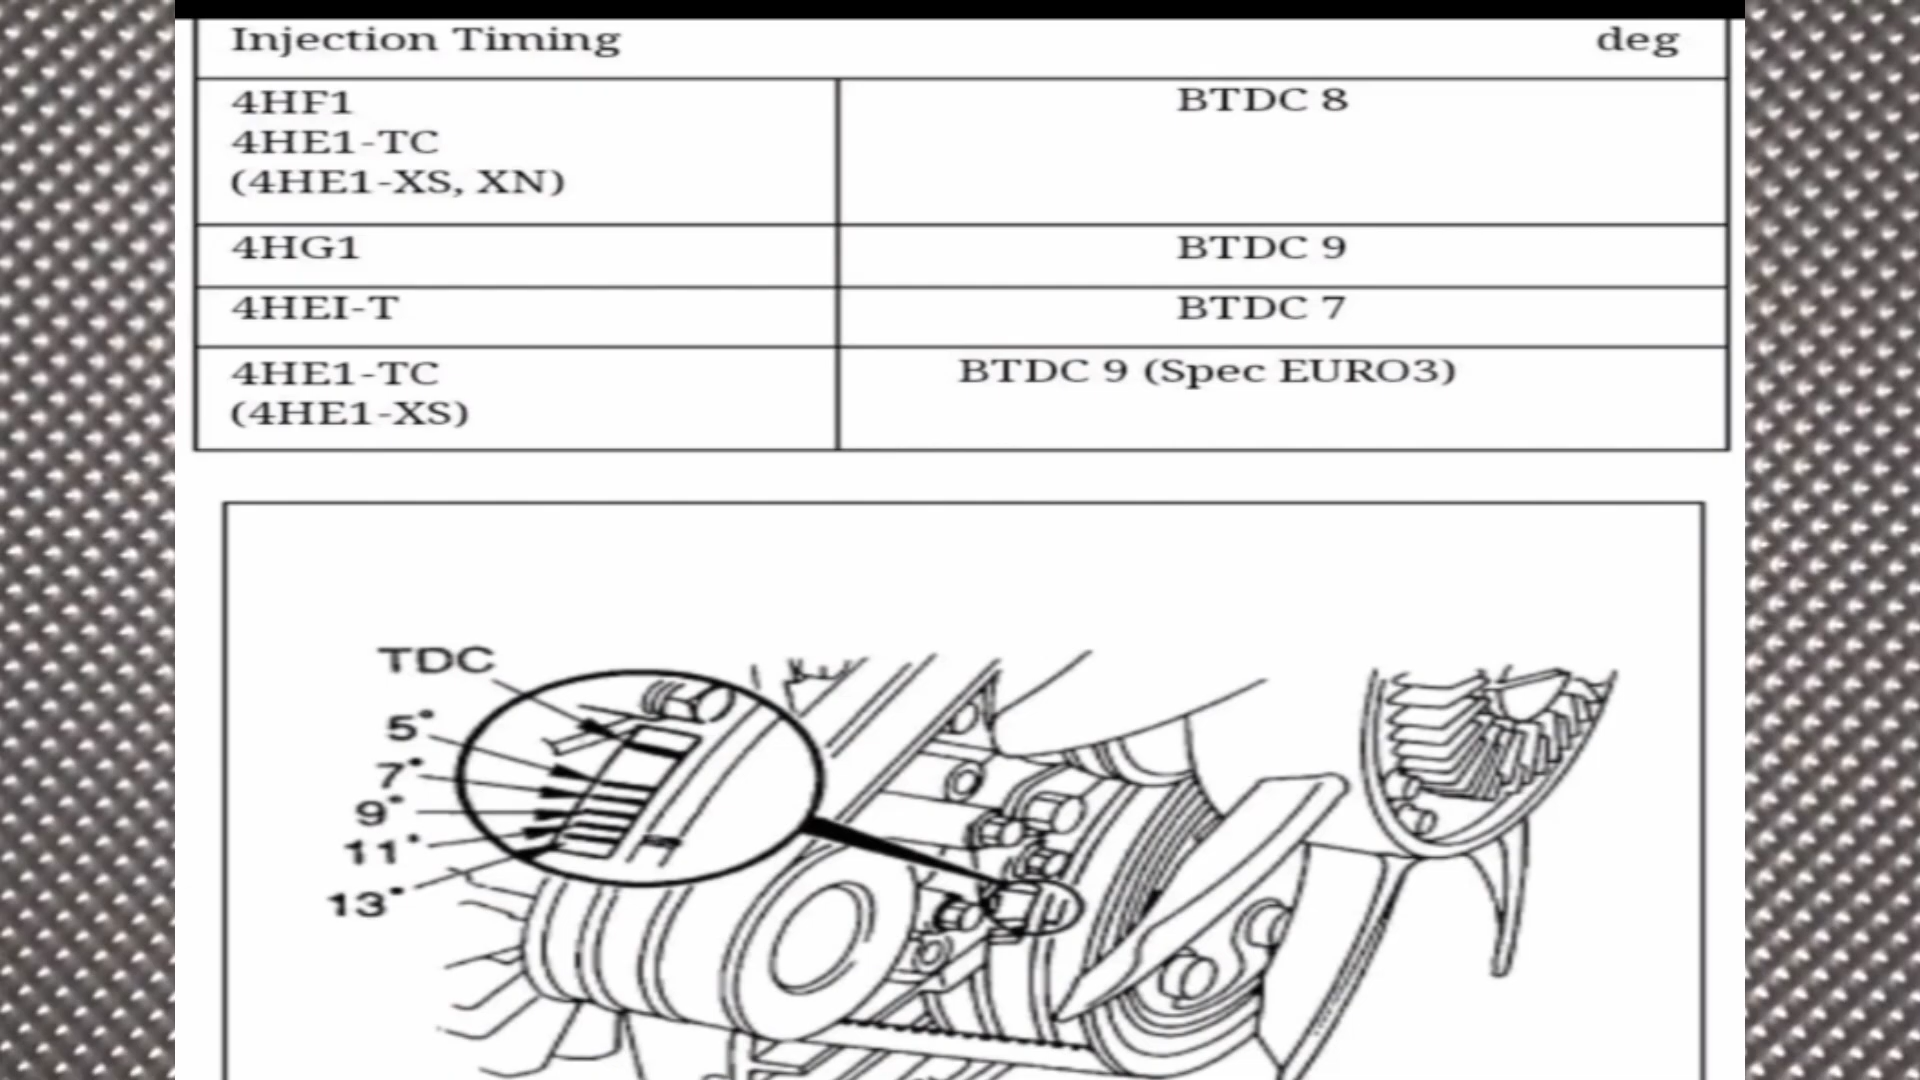 Injection Timing deg
4HF1 BTDC 8
4HE1-TC
(4HE1-XS, XN)
4HG1 BTDC 9
4HEI-T BTDC 7
4HE1-TC BTDC 9 (Spec EURO3)
(4HE1-XS)
TDC
5°
7°
9°
11°
13°